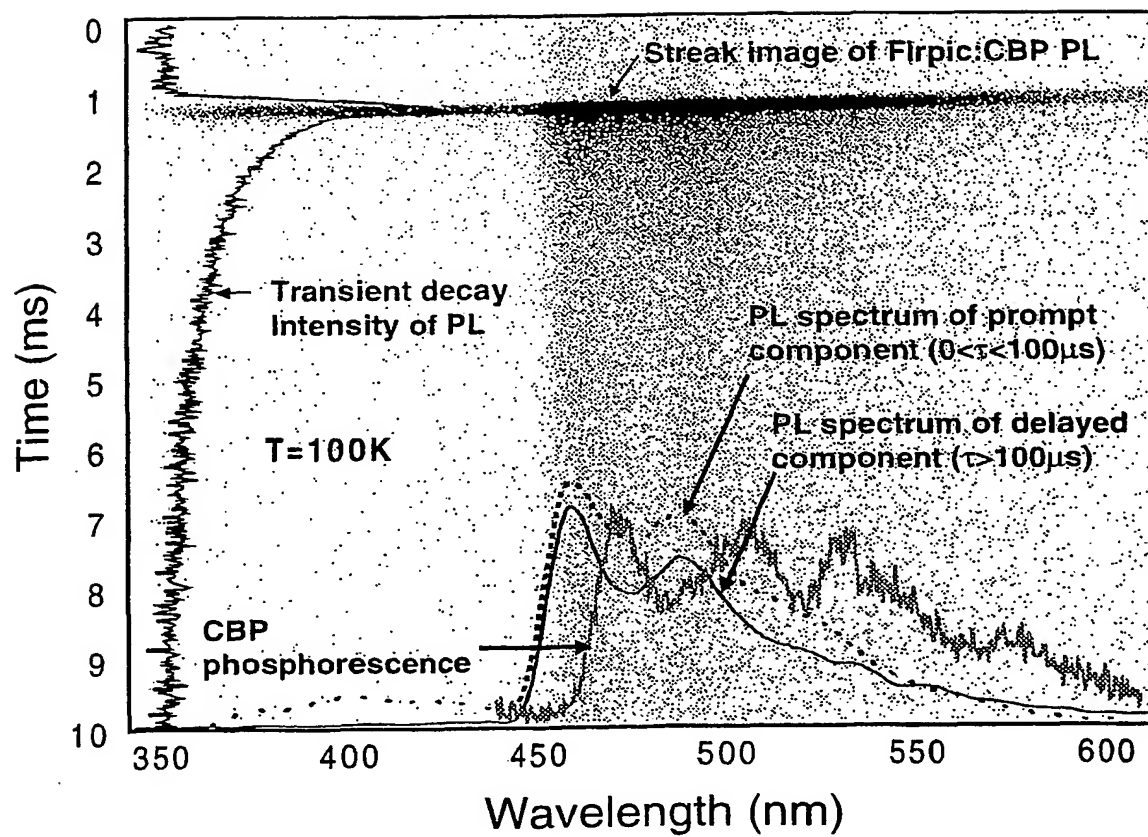 Streak image of Firpic:CBP PL
Transient decay
Intensity of PL
PL spectrum of prompt
component (0<τ<100μs)
PL spectrum of delayed
component (τ>100μs)
T=100K
CBP
phosphorescence
Time (ms)
0
1
2
3
4
5
6
7
8
9
10
350 400 450 500 550 600
Wavelength (nm)